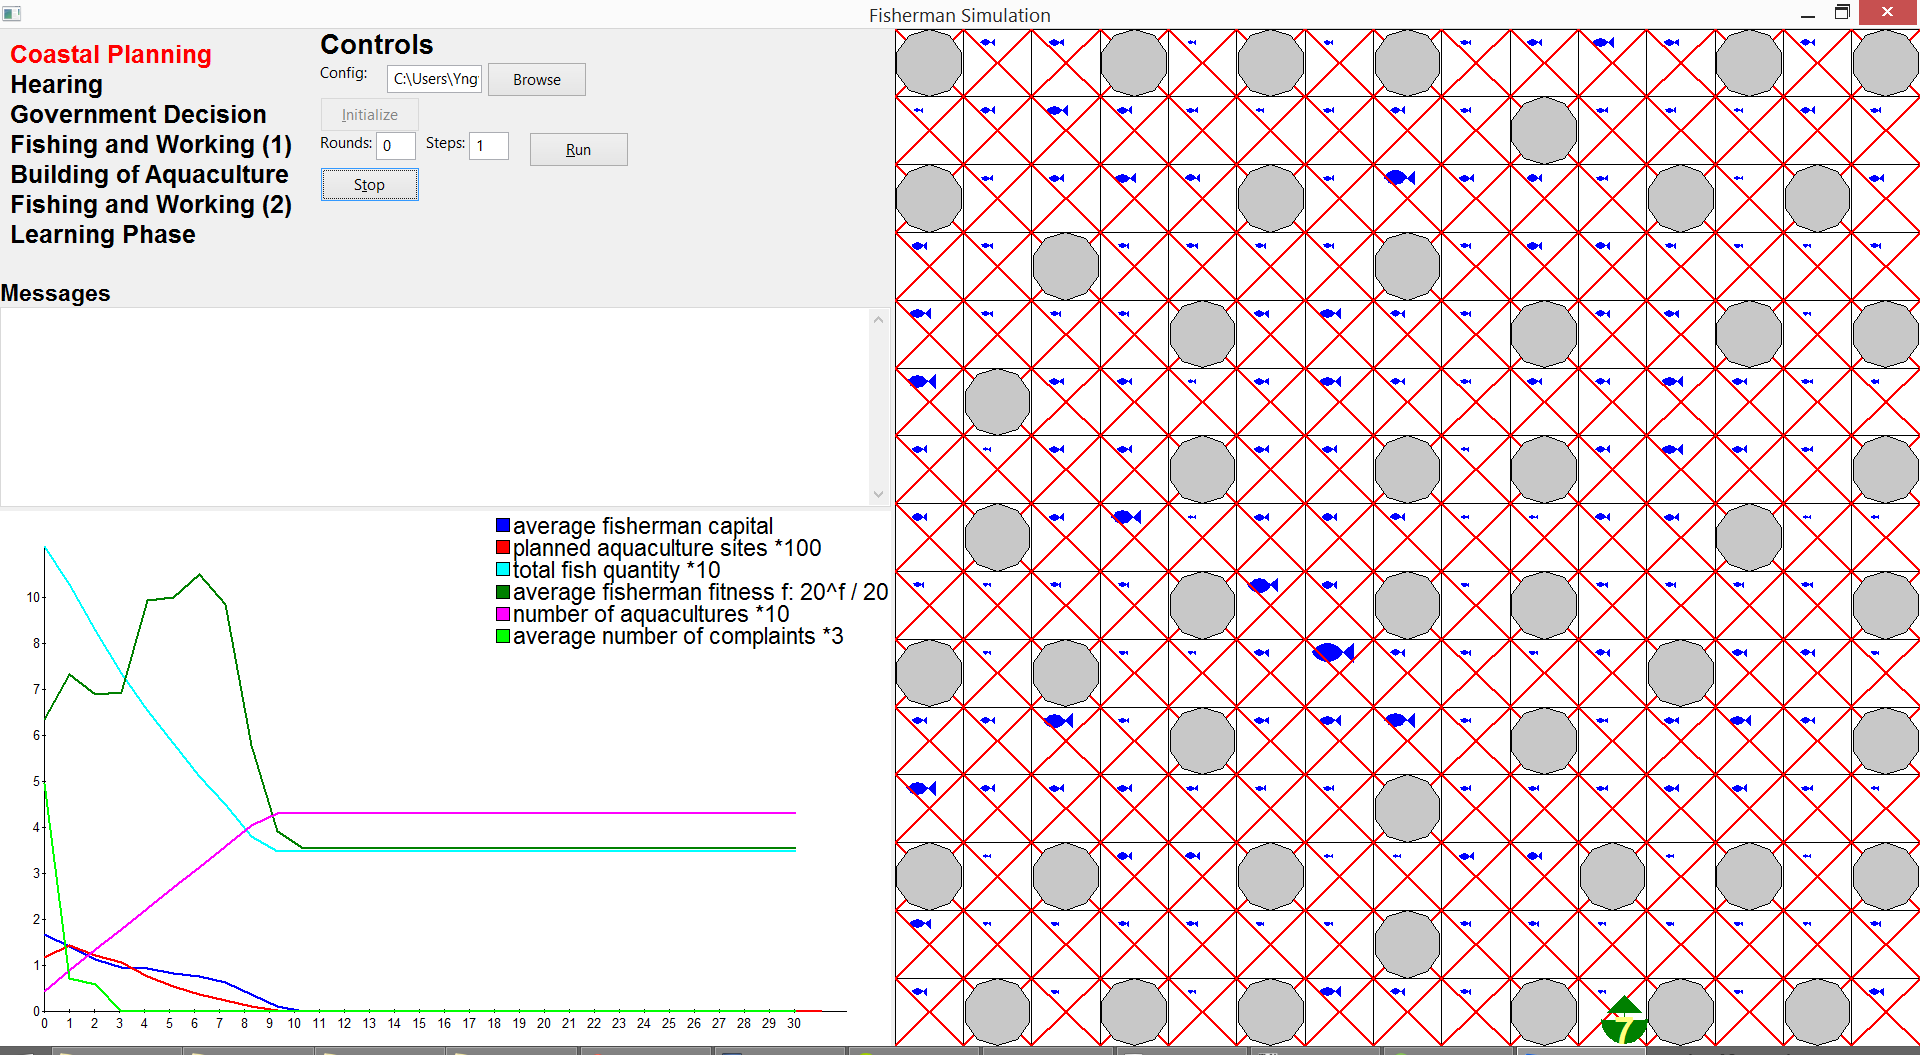 Fisherman Simulation
Coastal Planning
Hearing
Government Decision
Fishing and Working (1)
Building of Aquaculture
Fishing and Working (2)
Learning Phase
Controls
Config: C:\Users\Yng Browse
Initialize
Rounds: 0 Steps: 1 Run
Stop
Messages
average fisherman capital
planned aquaculture sites *100
total fish quantity *10
average fisherman fitness f: 20^f / 20
number of aquacultures *10
average number of complaints *3
10
9
8
7
6
5
4
3
2
1
0
0 1 2 3 4 5 6 7 8 9 10 11 12 13 14 15 16 17 18 19 20 21 22 23 24 25 26 27 28 29 30
7